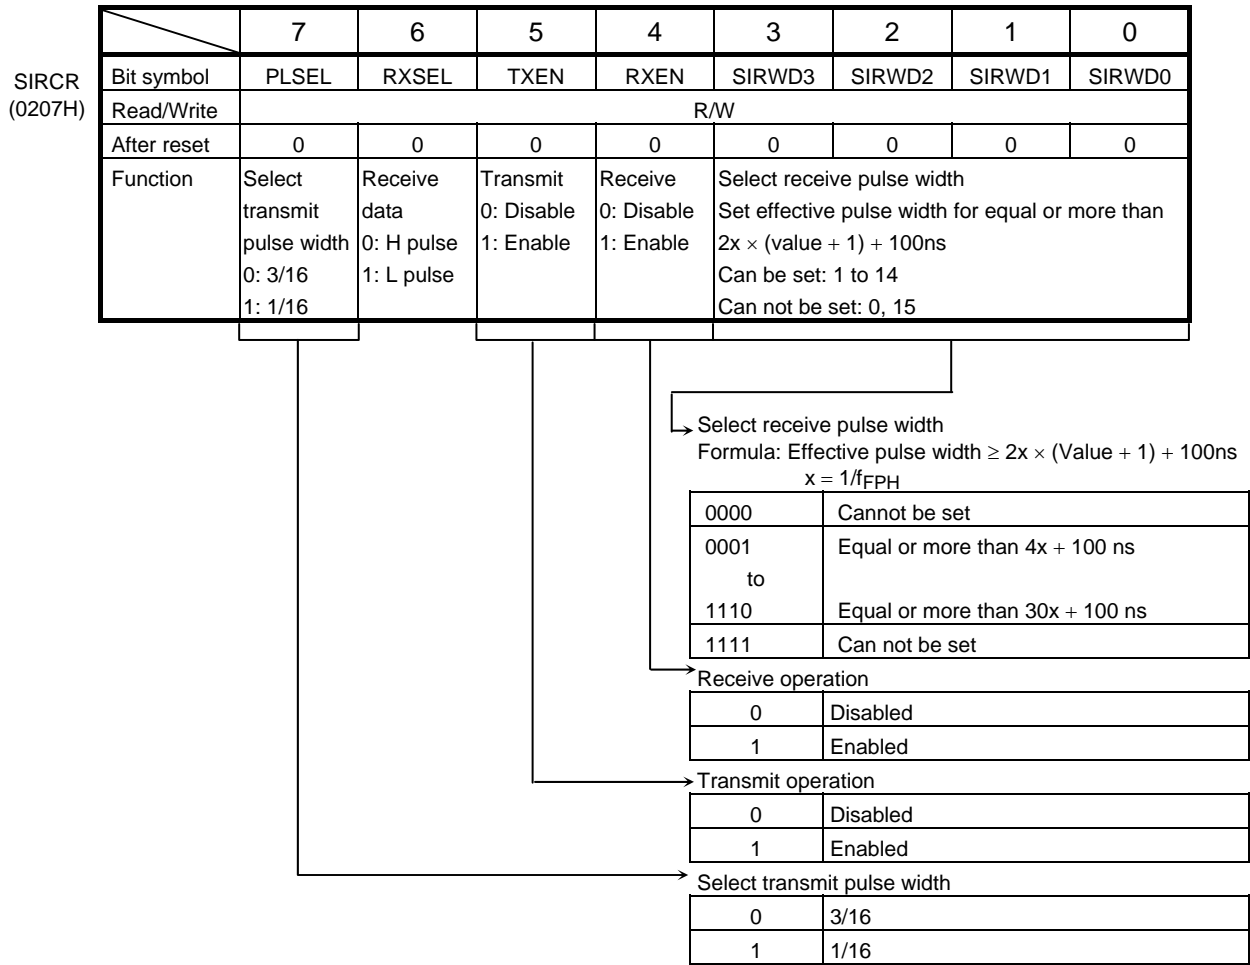 7 6 5 4 3 2 1 0
SIRCR
(0207H)
Bit symbol PLSEL RXSEL TXEN RXEN SIRWD3 SIRWD2 SIRWD1 SIRWD0
Read/Write R/W
After reset 0 0 0 0 0 0 0 0
Function Select Receive Transmit Receive Select receive pulse width
transmit data 0: Disable 0: Disable Set effective pulse width for equal or more than
pulse width 0: H pulse 1: Enable 1: Enable 2x × (value + 1) + 100ns
0: 3/16 1: L pulse Can be set: 1 to 14
1: 1/16 Can not be set: 0, 15
Select receive pulse width
Formula: Effective pulse width ≥ 2x × (Value + 1) + 100ns
x = 1/fFPH
0000 Cannot be set
0001 Equal or more than 4x + 100 ns
to
1110 Equal or more than 30x + 100 ns
1111 Can not be set
Receive operation
0 Disabled
1 Enabled
Transmit operation
0 Disabled
1 Enabled
Select transmit pulse width
0 3/16
1 1/16